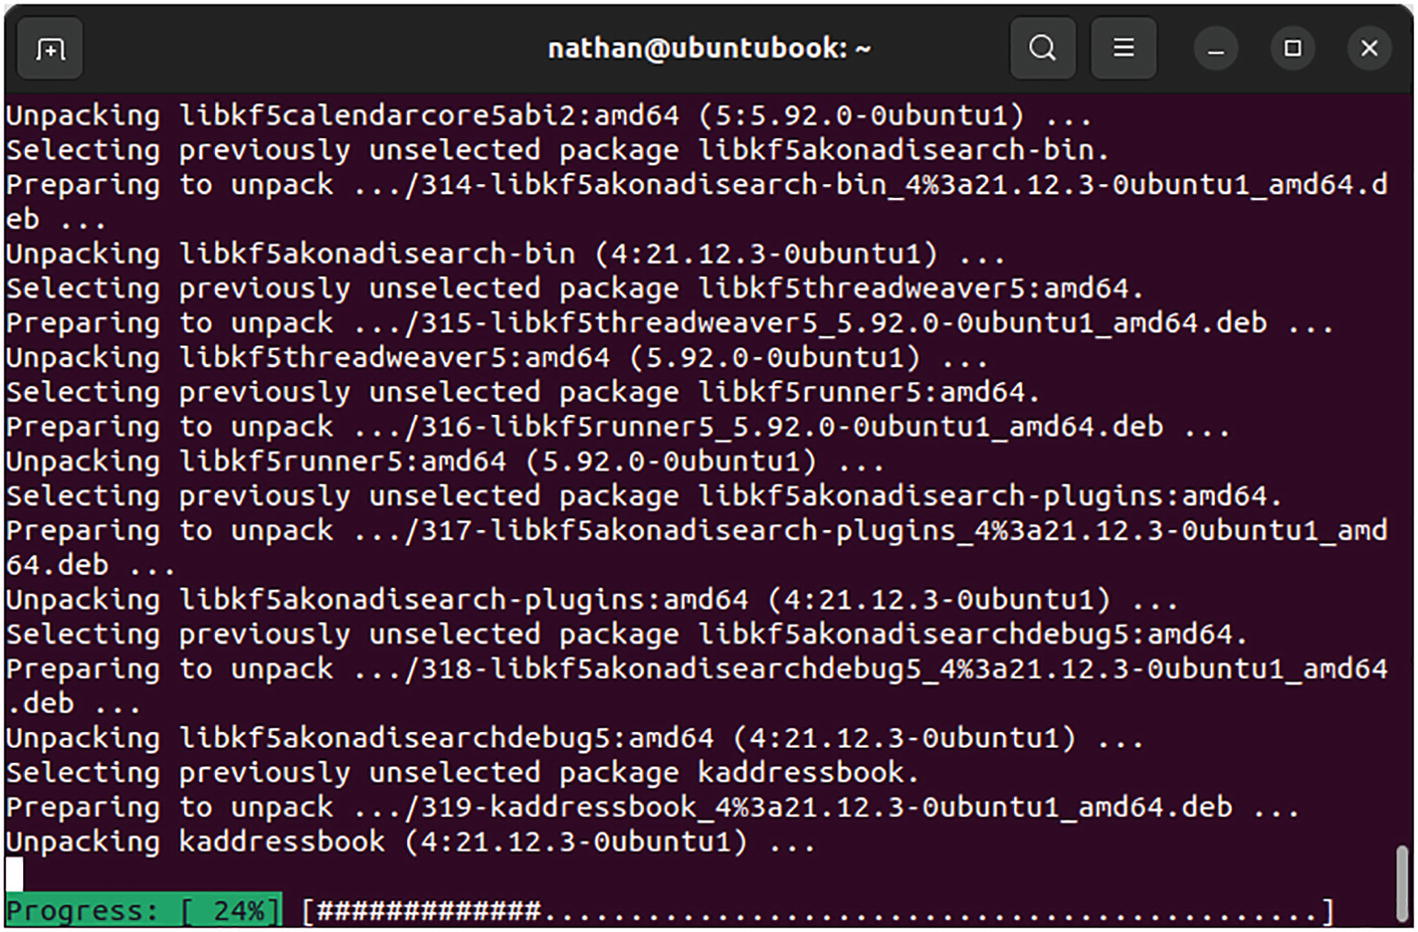 nathan@ubuntubook: ~
Unpacking libkf5calendarcore5abi2:amd64 (5:5.92.0-0ubuntu1) ...
Selecting previously unselected package libkf5akonadisearch-bin.
Preparing to unpack .../314-libkf5akonadisearch-bin_4%3a21.12.3-0ubuntu1_amd64.d
eb ...
Unpacking libkf5akonadisearch-bin (4:21.12.3-0ubuntu1) ...
Selecting previously unselected package libkf5threadweaver5:amd64.
Preparing to unpack .../315-libkf5threadweaver5_5.92.0-0ubuntu1_amd64.deb ...
Unpacking libkf5threadweaver5:amd64 (5.92.0-0ubuntu1) ...
Selecting previously unselected package libkf5runner5:amd64.
Preparing to unpack .../316-libkf5runner5_5.92.0-0ubuntu1_amd64.deb ...
Unpacking libkf5runner5:amd64 (5.92.0-0ubuntu1) ...
Selecting previously unselected package libkf5akonadisearch-plugins:amd64.
Preparing to unpack .../317-libkf5akonadisearch-plugins_4%3a21.12.3-0ubuntu1_amd
64.deb ...
Unpacking libkf5akonadisearch-plugins:amd64 (4:21.12.3-0ubuntu1) ...
Selecting previously unselected package libkf5akonadisearchdebug5:amd64.
Preparing to unpack .../318-libkf5akonadisearchdebug5_4%3a21.12.3-0ubuntu1_amd64
.deb ...
Unpacking libkf5akonadisearchdebug5:amd64 (4:21.12.3-0ubuntu1) ...
Selecting previously unselected package kaddressbook.
Preparing to unpack .../319-kaddressbook_4%3a21.12.3-0ubuntu1_amd64.deb ...
Unpacking kaddressbook (4:21.12.3-0ubuntu1) ...
Progress: [ 24%] [#############.............................................]